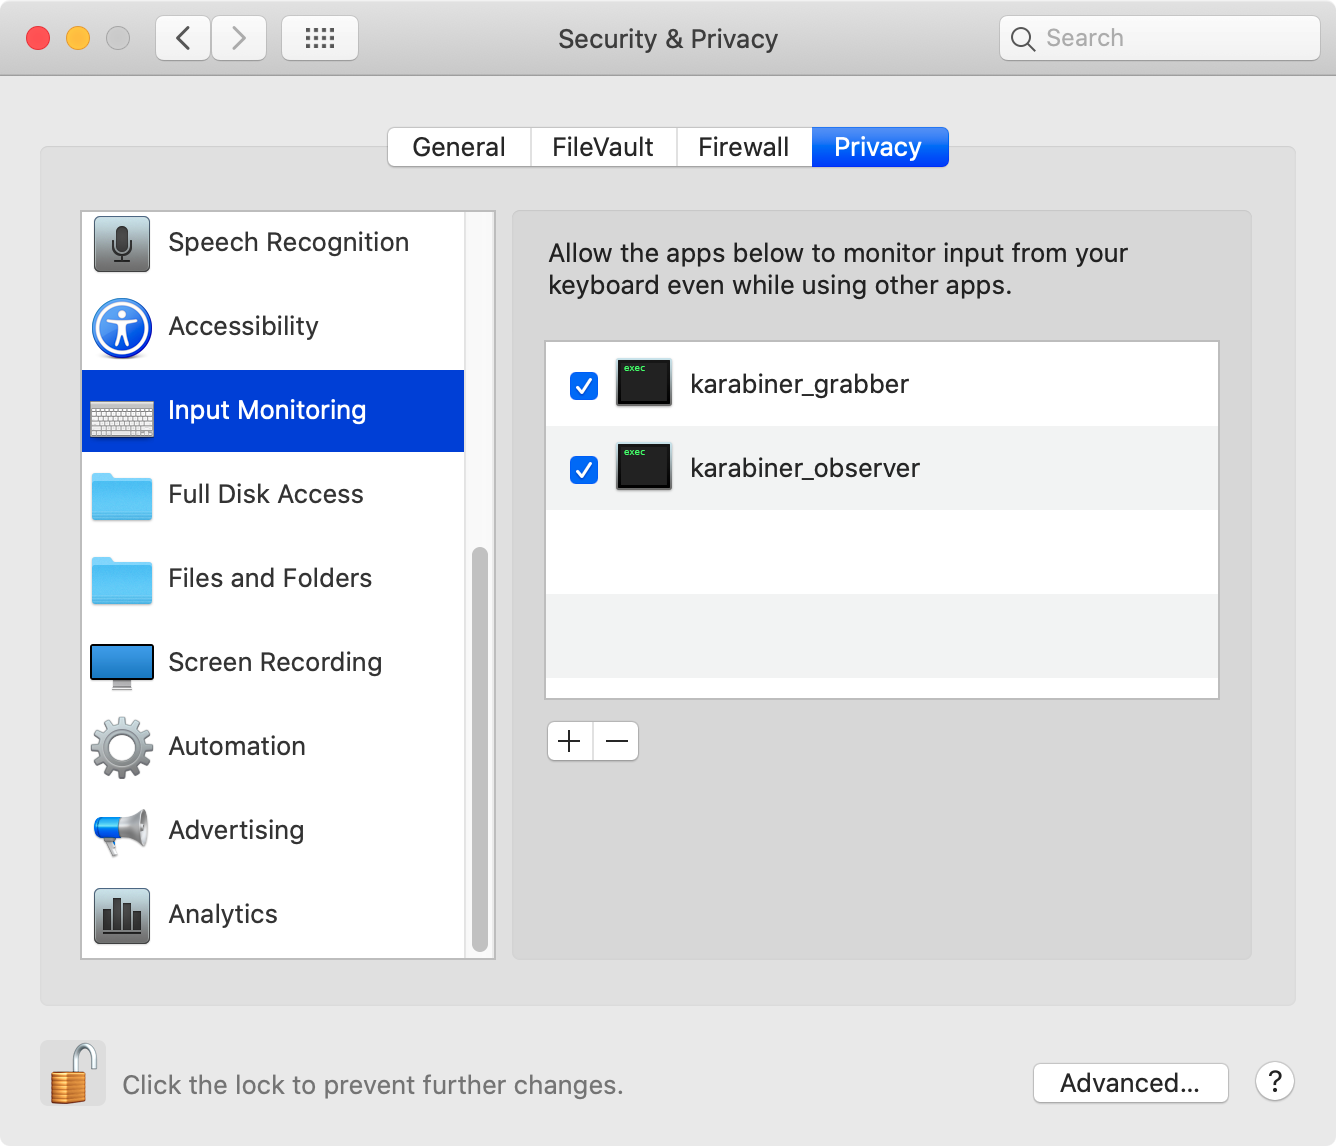 Security & Privacy
Search
General
FileVault
Firewall
Privacy
Speech Recognition
Accessibility
Input Monitoring
Full Disk Access
Files and Folders
Screen Recording
Automation
Advertising
Analytics
Allow the apps below to monitor input from your
keyboard even while using other apps.
exec
karabiner_grabber
exec
karabiner_observer
Click the lock to prevent further changes.
Advanced...
?